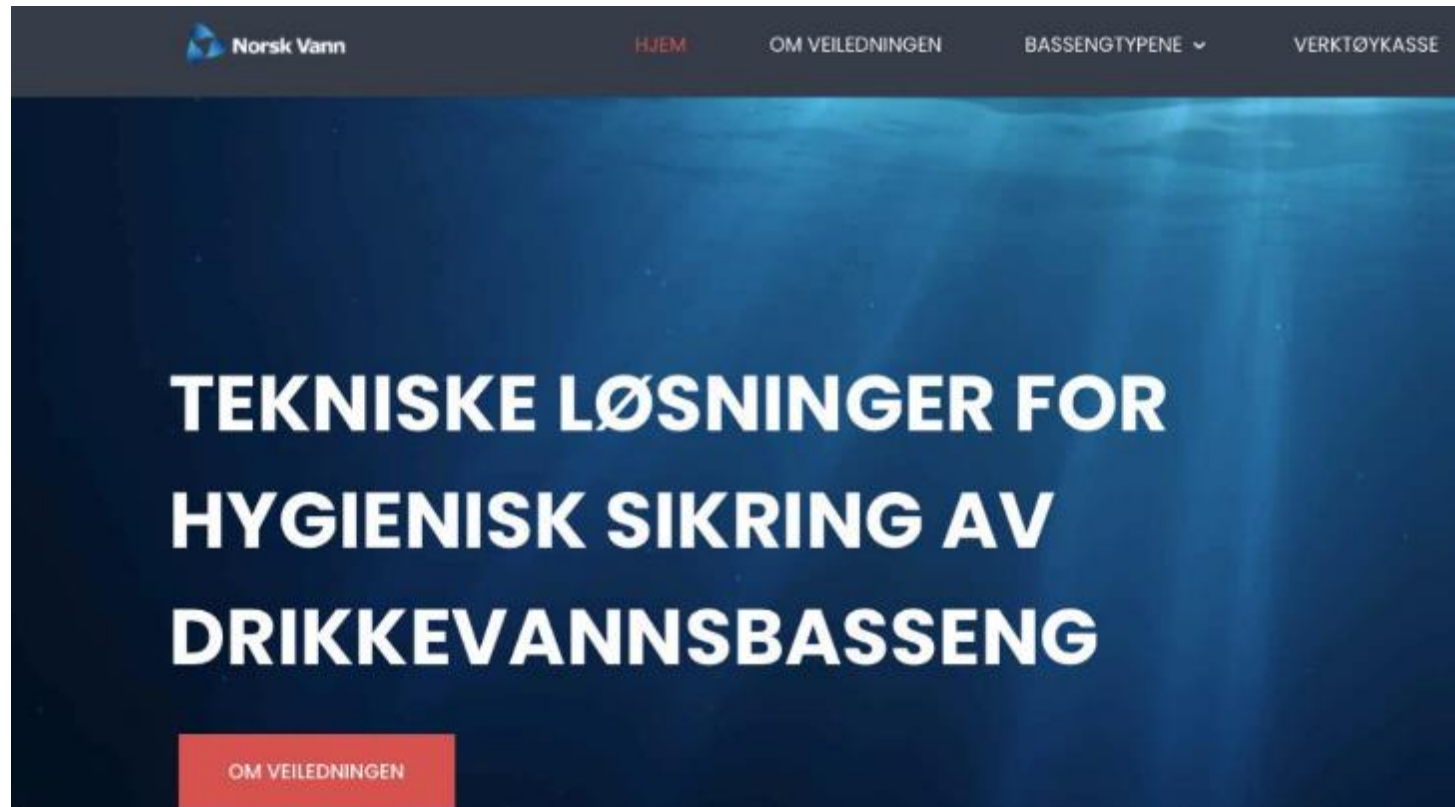 Norsk Vann
HJEM
OM VEILEDNINGEN
BASSENGTYPENE
VERKTØYKASSE
TEKNISKE LØSNINGER FOR
HYGIENISK SIKRING AV
DRIKKEVANNSBASSENG
OM VEILEDNINGEN